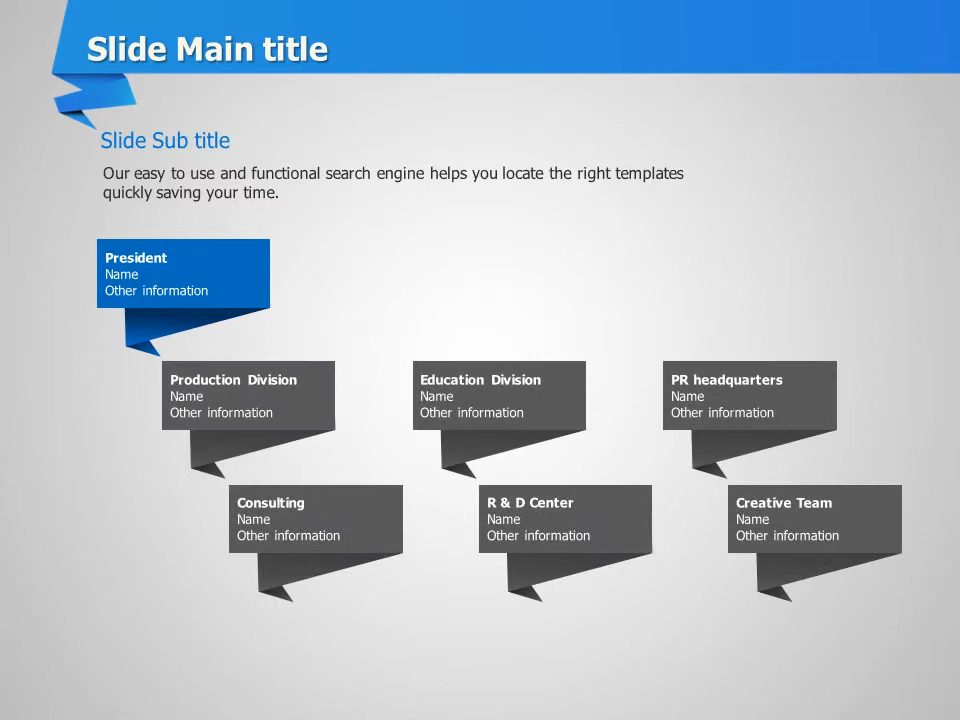 Slide Main title
Slide Sub title
Our easy to use and functional search engine helps you locate the right templates
quickly saving your time.
President
Name
Other information
Production Division
Name
Other information
Education Division
Name
Other information
PR headquarters
Name
Other information
Consulting
Name
Other information
R & D Center
Name
Other information
Creative Team
Name
Other information